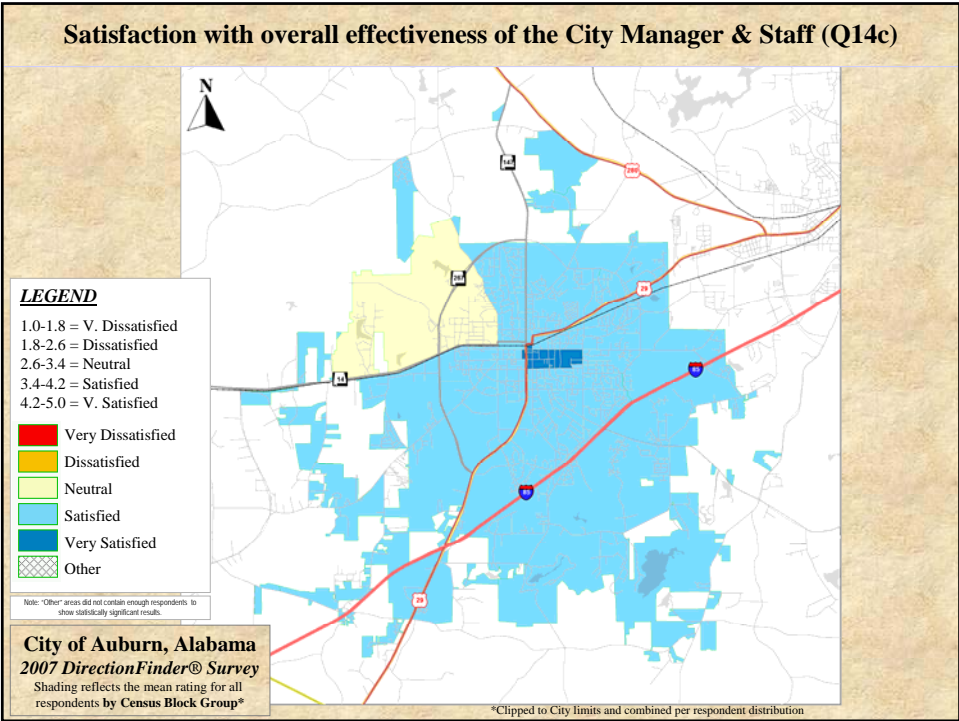 Satisfaction with overall effectiveness of the City Manager & Staff (Q14c)
N
147
280
267
29
14
85
85
29
LEGEND
1.0-1.8 = V. Dissatisfied
1.8-2.6 = Dissatisfied
2.6-3.4 = Neutral
3.4-4.2 = Satisfied
4.2-5.0 = V. Satisfied
Very Dissatisfied
Dissatisfied
Neutral
Satisfied
Very Satisfied
Other
Note: "Other" areas did not contain enough respondents to
show statistically significant results.
City of Auburn, Alabama
2007 DirectionFinder® Survey
Shading reflects the mean rating for all
respondents by Census Block Group*
*Clipped to City limits and combined per respondent distribution